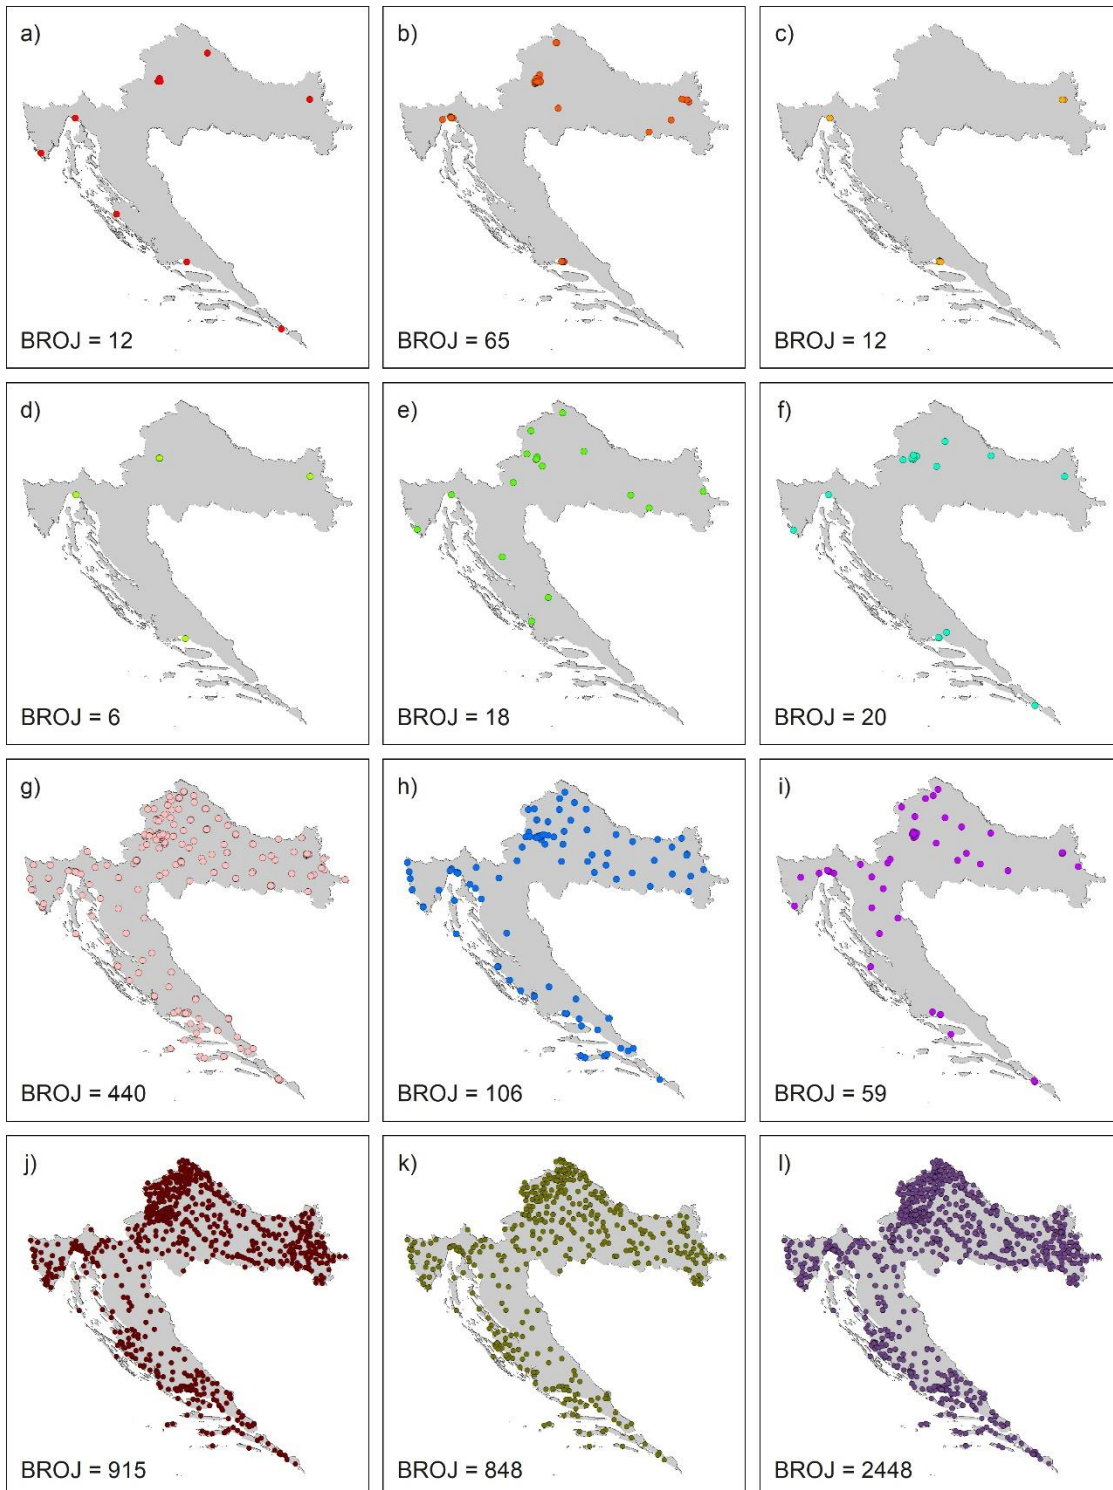 a)
b)
c)
BROJ = 12
BROJ = 65
BROJ = 12
d)
e)
f)
BROJ = 6
BROJ = 18
BROJ = 20
g)
h)
i)
BROJ = 440
BROJ = 106
BROJ = 59
j)
k)
l)
BROJ = 915
BROJ = 848
BROJ = 2448